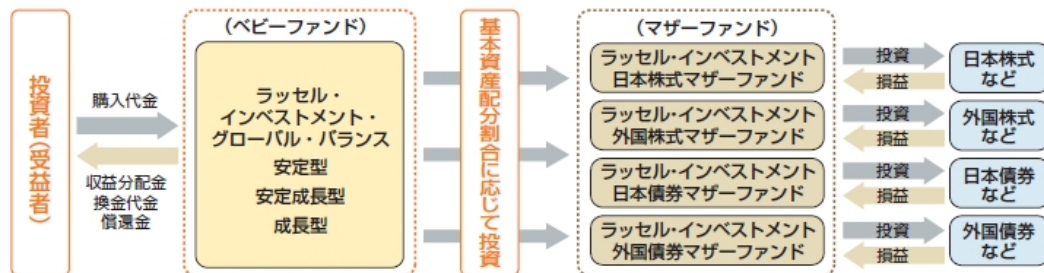 投資者(受益者)
購入代金
収益分配金
換金代金
償還金
(ベビーファンド)
ラッセル・
インベストメント・
グローバル・バランス
安定型
安定成長型
成長型
基本資産配分割合に応じて投資
(マザーファンド)
ラッセル・インベストメント
日本株式マザーファンド
投資
損益
日本株式
など
ラッセル・インベストメント
外国株式マザーファンド
投資
損益
外国株式
など
ラッセル・インベストメント
日本債券マザーファンド
投資
損益
日本債券
など
ラッセル・インベストメント
外国債券マザーファンド
投資
損益
外国債券
など